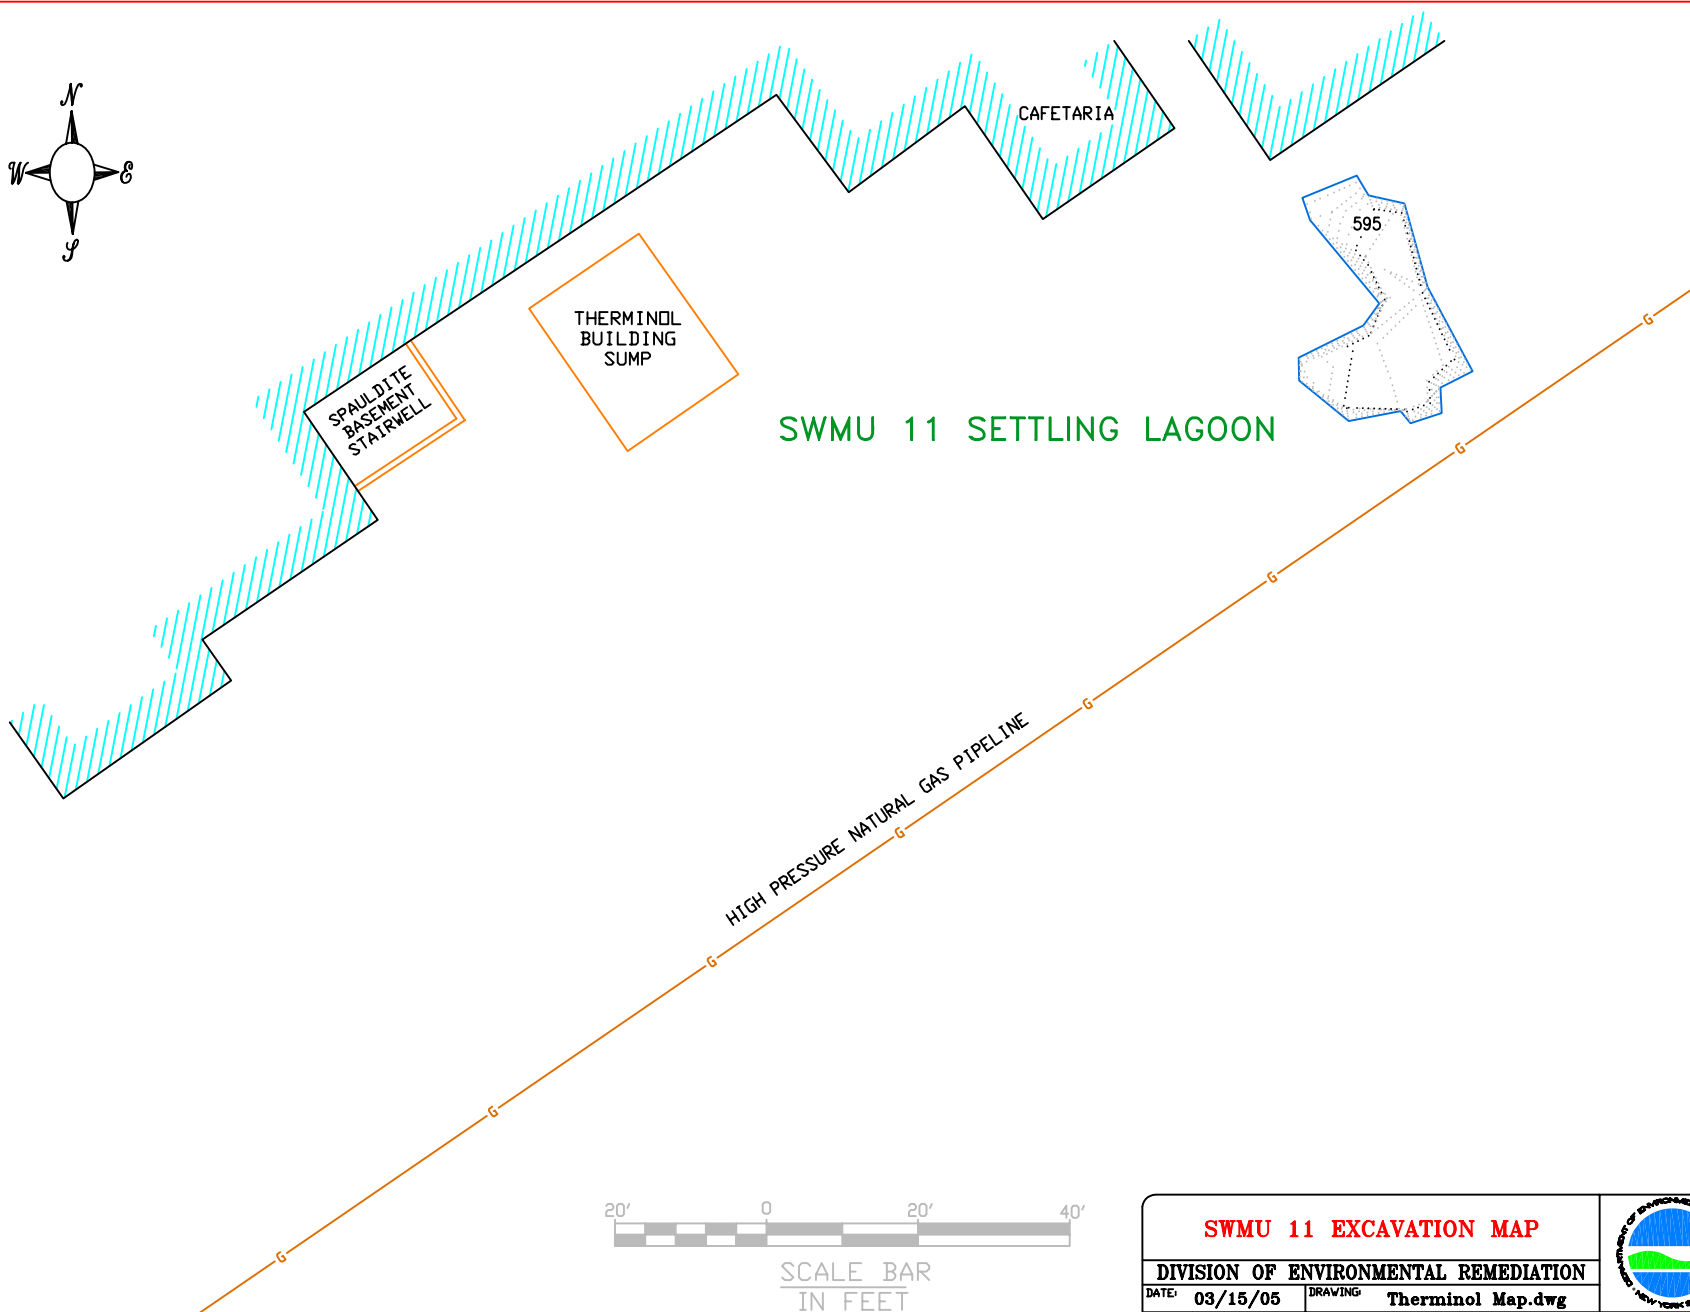 N
W E
S
CAFETARIA
595
THERMINOL
BUILDING
SUMP
SPAULDITE
BASEMENT
STAIRWELL
SWMU 11 SETTLING LAGOON
G
G
G
G
HIGH PRESSURE NATURAL GAS PIPELINE
G
G
G
G
20' 0 20' 40'
SCALE BAR
IN FEET
SWMU 11 EXCAVATION MAP
DIVISION OF ENVIRONMENTAL REMEDIATION
DATE: 03/15/05 DRAWING: Therminol Map.dwg